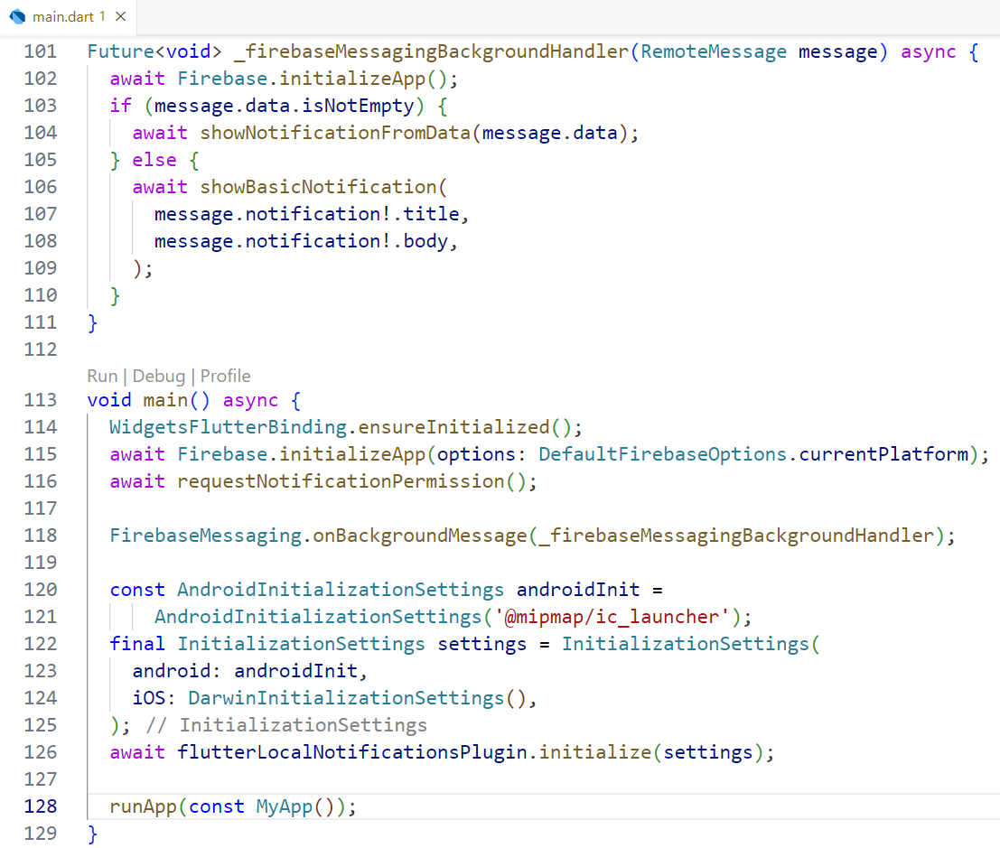 main.dart 1 ×
101 Future<void> _firebaseMessagingBackgroundHandler(RemoteMessage message) async {
102   await Firebase.initializeApp();
103   if (message.data.isNotEmpty) {
104     await showNotificationFromData(message.data);
105   } else {
106     await showBasicNotification(
107       message.notification!.title,
108       message.notification!.body,
109     );
110   }
111 }
112
Run | Debug | Profile
113 void main() async {
114   WidgetsFlutterBinding.ensureInitialized();
115   await Firebase.initializeApp(options: DefaultFirebaseOptions.currentPlatform);
116   await requestNotificationPermission();
117
118   FirebaseMessaging.onBackgroundMessage(_firebaseMessagingBackgroundHandler);
119
120   const AndroidInitializationSettings androidInit =
121       AndroidInitializationSettings('@mipmap/ic_launcher');
122   final InitializationSettings settings = InitializationSettings(
123     android: androidInit,
124     iOS: DarwinInitializationSettings(),
125   ); // InitializationSettings
126   await flutterLocalNotificationsPlugin.initialize(settings);
127
128   runApp(const MyApp());
129 }